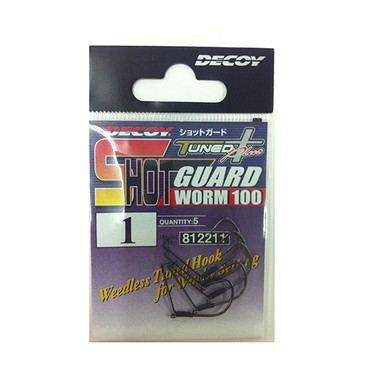 DECOY
DECOY ショットガード
TUNED Plus
SHOT GUARD
WORM 100
1
QUANTITY:5
812211
Weedless Tuned Hook
for